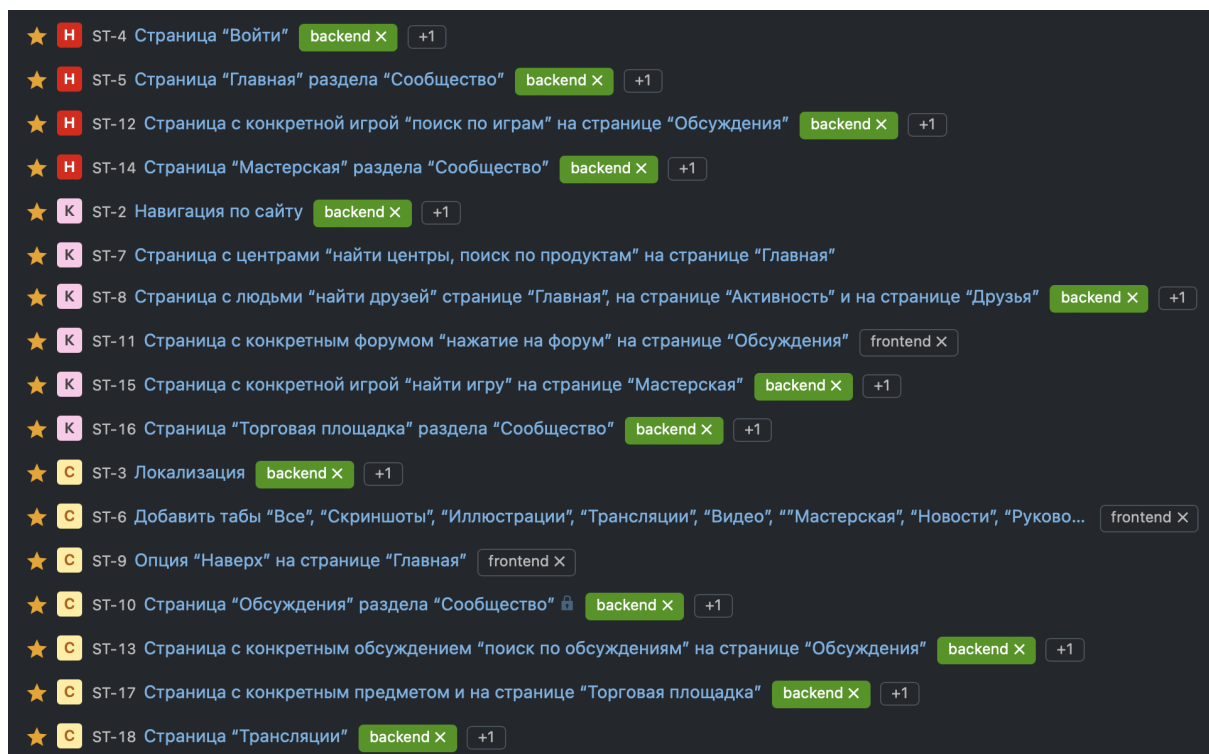 Н ST-4 Страница “Войти” backend × +1
Н ST-5 Страница “Главная” раздела “Сообщество” backend × +1
Н ST-12 Страница с конкретной игрой “поиск по играм” на странице “Обсуждения” backend × +1
Н ST-14 Страница “Мастерская” раздела “Сообщество” backend × +1
К ST-2 Навигация по сайту backend × +1
К ST-7 Страница с центрами “найти центры, поиск по продуктам” на странице “Главная”
К ST-8 Страница с людьми “найти друзей” странице “Главная”, на странице “Активность” и на странице “Друзья” backend × +1
К ST-11 Страница с конкретным форумом “нажатие на форум” на странице “Обсуждения” frontend ×
К ST-15 Страница с конкретной игрой “найти игру” на странице “Мастерская” backend × +1
К ST-16 Страница “Торговая площадка” раздела “Сообщество” backend × +1
С ST-3 Локализация backend × +1
С ST-6 Добавить табы “Все”, “Скриншоты”, “Иллюстрации”, “Трансляции”, “Видео”, “”Мастерская”, “Новости”, “Руково... frontend ×
С ST-9 Опция “Наверх” на странице “Главная” frontend ×
С ST-10 Страница “Обсуждения” раздела “Сообщество” backend × +1
С ST-13 Страница с конкретным обсуждением “поиск по обсуждениям” на странице “Обсуждения” backend × +1
С ST-17 Страница с конкретным предметом и на странице “Торговая площадка” backend × +1
С ST-18 Страница “Трансляции” backend × +1